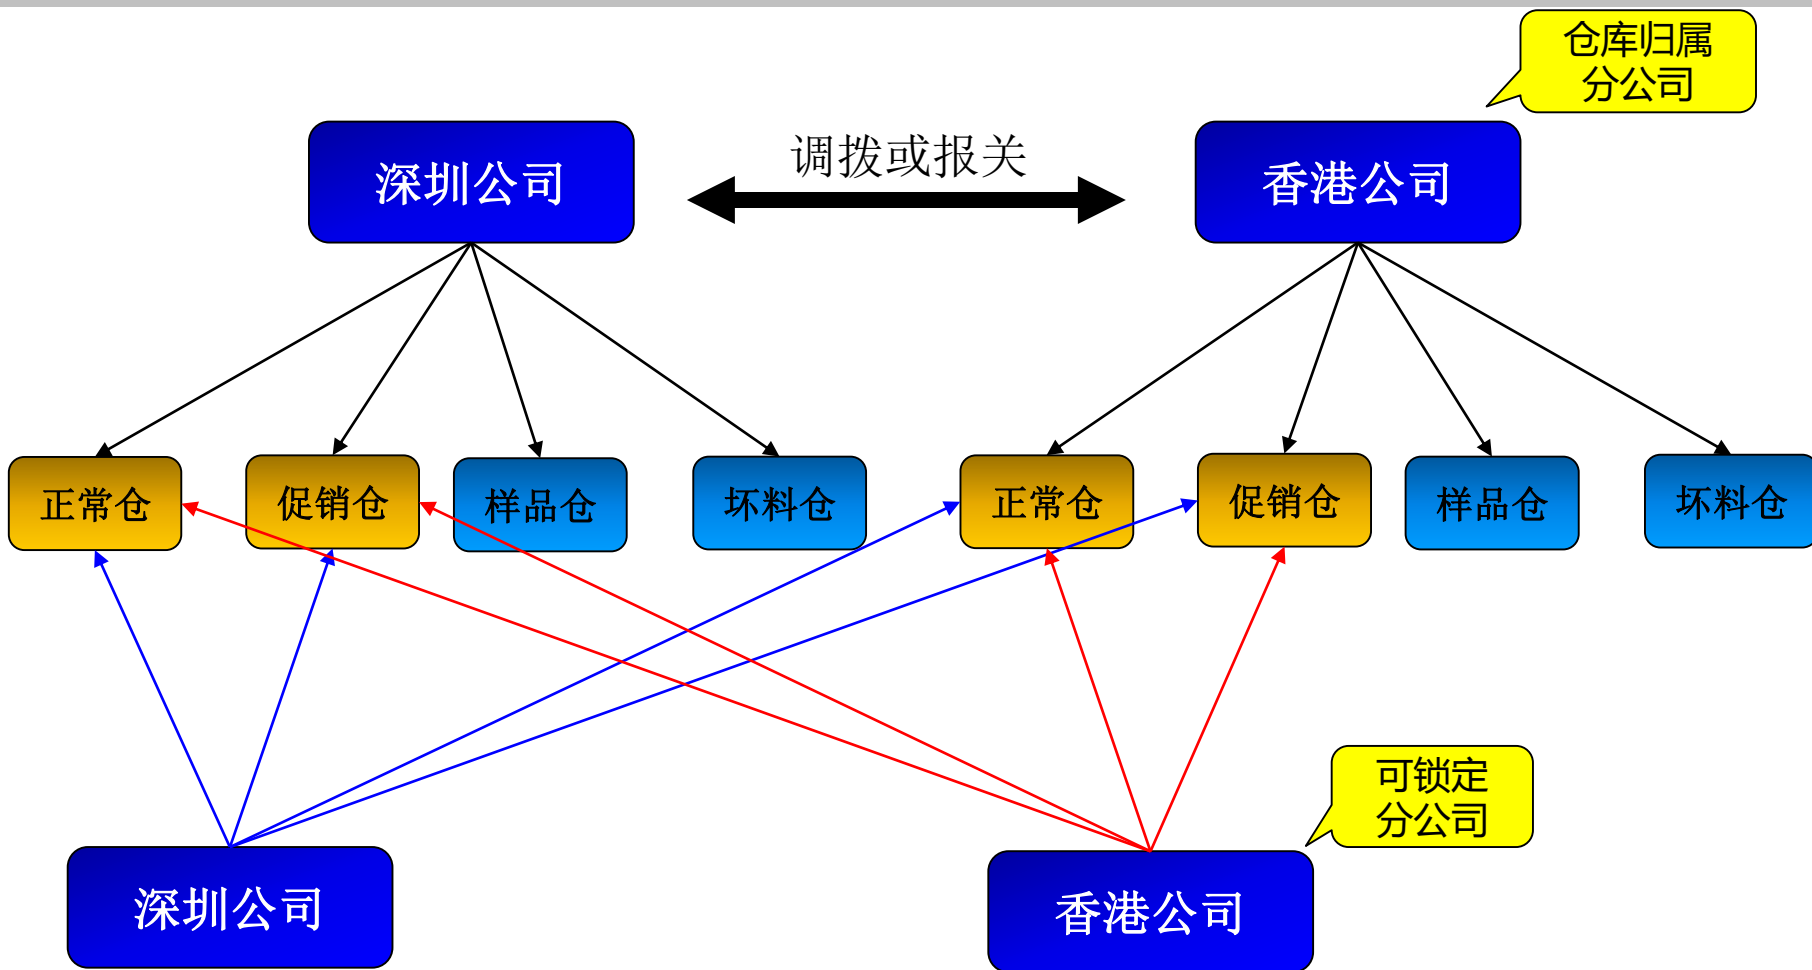 仓库归属
分公司
深圳公司
调拨或报关
香港公司
正常仓
促销仓
样品仓
坏料仓
正常仓
促销仓
样品仓
坏料仓
可锁定
分公司
深圳公司
香港公司